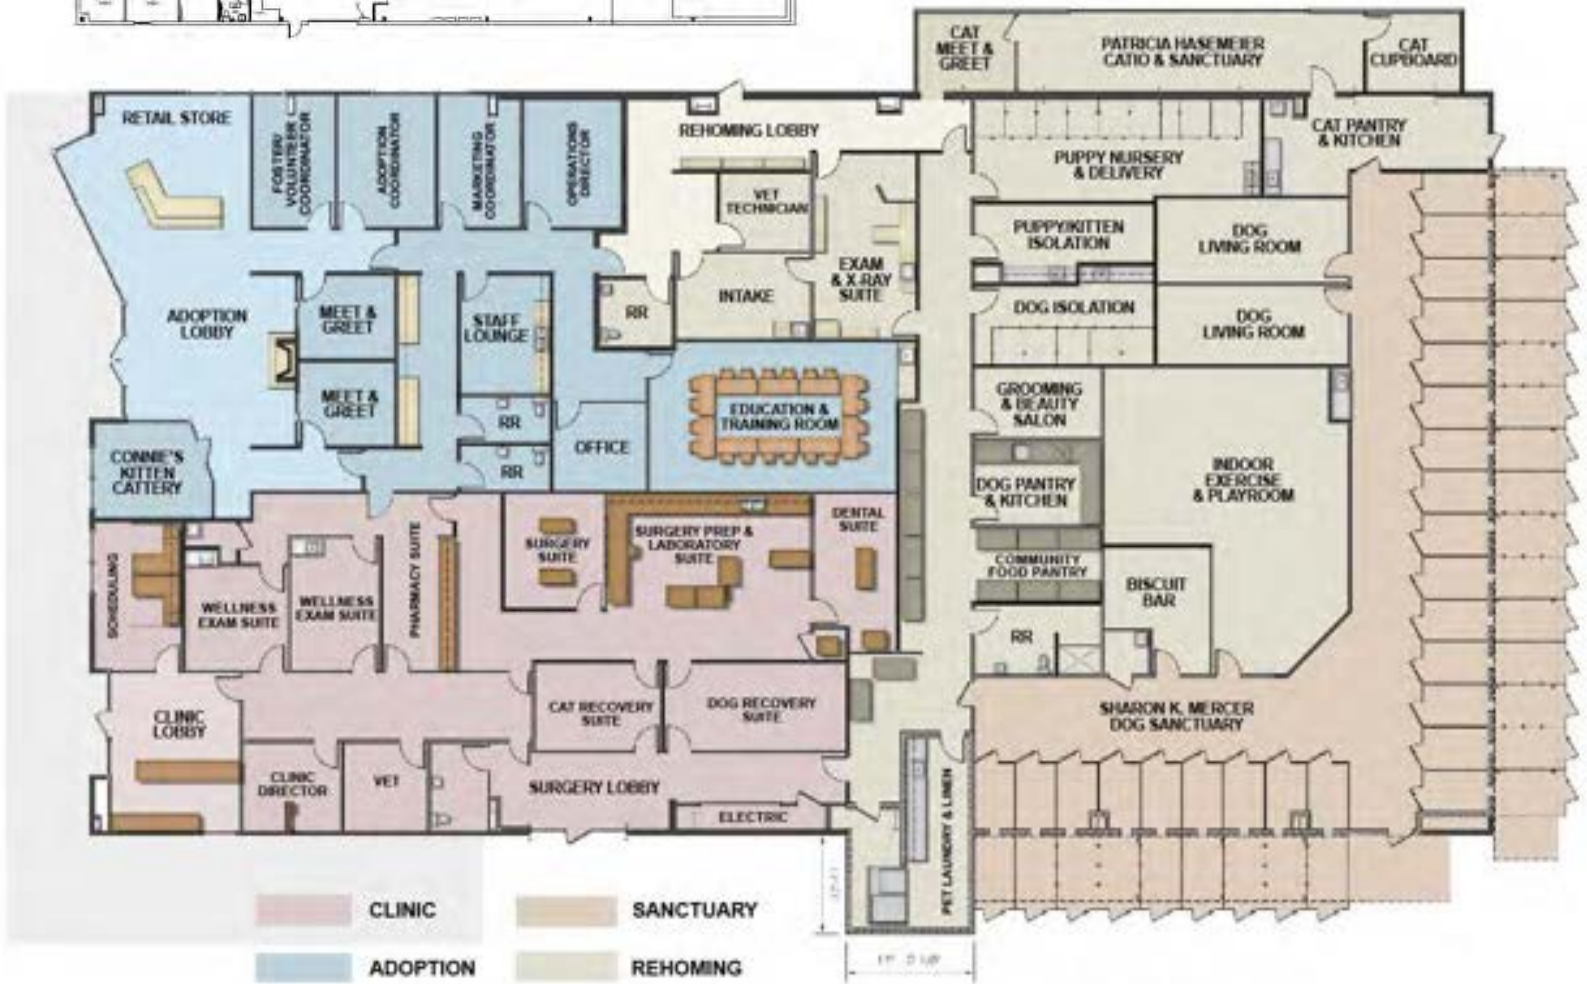 CAT
MEET &
GREET
PATRICIA HASEMEIER
CATIO & SANCTUARY
CAT
CUPBOARD
RETAIL STORE
FOSTER/
VOLUNTEER
COORDINATOR
ADOPTION
COORDINATOR
MARKETING
COORDINATOR
OPERATIONS
DIRECTOR
REHOMING LOBBY
PUPPY NURSERY
& DELIVERY
CAT PANTRY
& KITCHEN
VET
TECHNICIAN
PUPPY/KITTEN
ISOLATION
DOG
LIVING ROOM
EXAM
& X-RAY
SUITE
INTAKE
RR
ADOPTION
LOBBY
MEET &
GREET
STAFF
LOUNGE
DOG ISOLATION
DOG
LIVING ROOM
MEET &
GREET
RR
EDUCATION &
TRAINING ROOM
GROOMING
& BEAUTY
SALON
OFFICE
RR
CONNIE'S
KITTEN
CATTERY
DOG PANTRY
& KITCHEN
INDOOR
EXERCISE
& PLAYROOM
SCHEDULING
WELLNESS
EXAM SUITE
WELLNESS
EXAM SUITE
PHARMACY SUITE
SURGERY
SUITE
SURGERY PREP &
LABORATORY
SUITE
DENTAL
SUITE
COMMUNITY
FOOD PANTRY
BISCUIT
BAR
RR
CLINIC
LOBBY
CAT RECOVERY
SUITE
DOG RECOVERY
SUITE
SHARON K. MERCER
DOG SANCTUARY
CLINIC
DIRECTOR
VET
SURGERY LOBBY
ELECTRIC
PET LAUNDRY & LINEN
CLINIC
SANCTUARY
ADOPTION
REHOMING